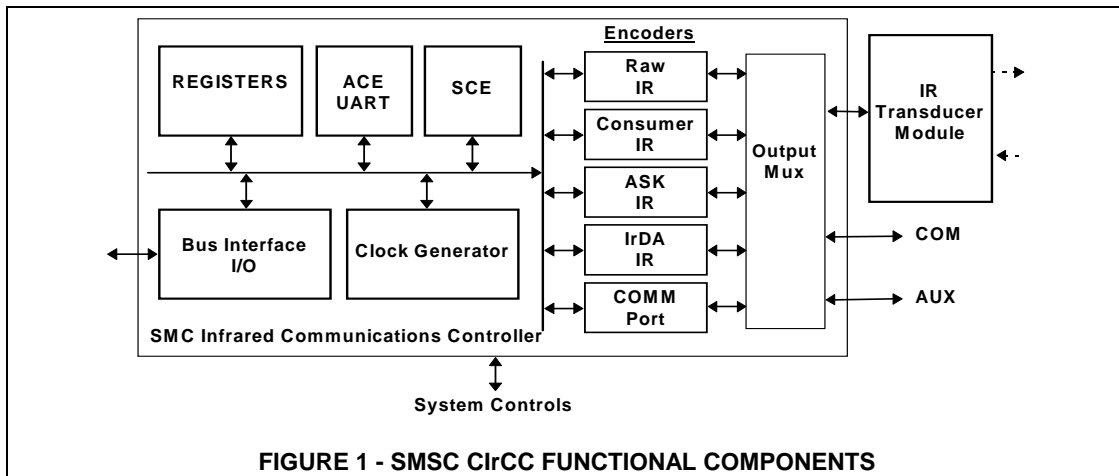 Encoders
REGISTERS
ACE
UART
SCE
Raw
IR
Consumer
IR
ASK
IR
IrDA
IR
COMM
Port
Output
Mux
IR
Transducer
Module
Bus Interface
I/O
Clock Generator
COM
AUX
SMC Infrared Communications Controller
System Controls
FIGURE 1 - SMSC CIrCC FUNCTIONAL COMPONENTS